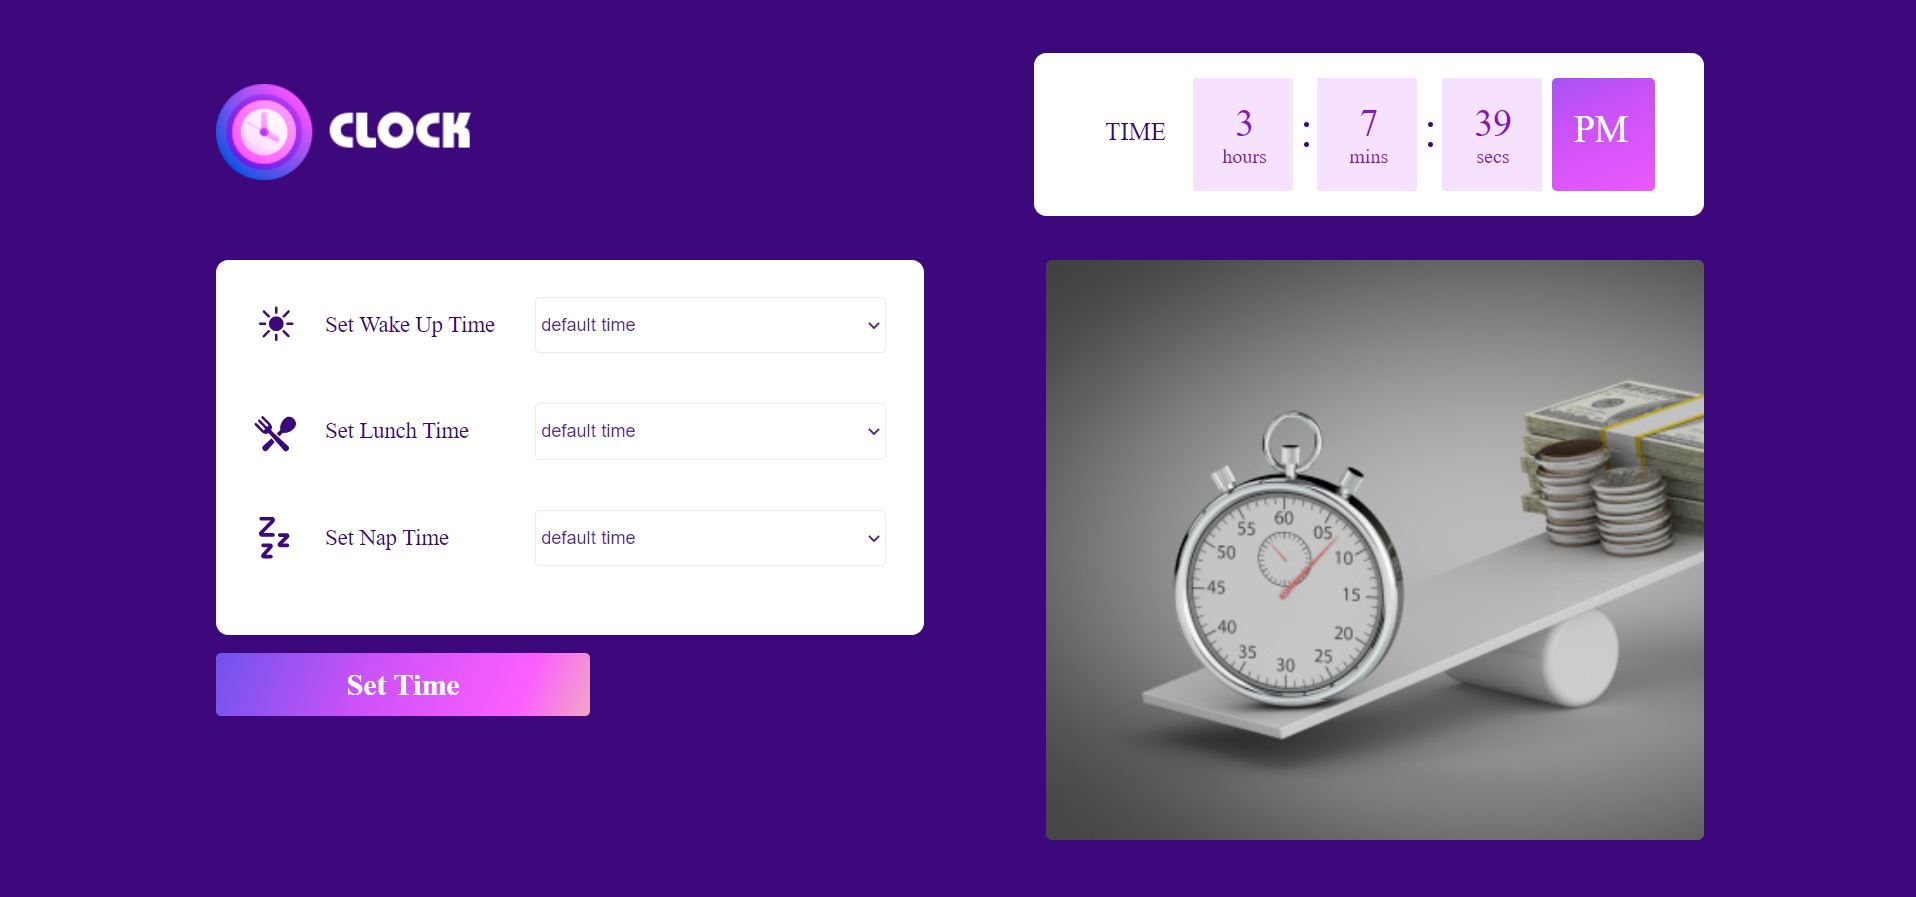 CLOCK
TIME
3
hours
:
7
mins
:
39
secs
PM
Set Wake Up Time
default time
Set Lunch Time
default time
Set Nap Time
default time
Set Time
60
05
10
15
20
25
30
35
40
45
50
55